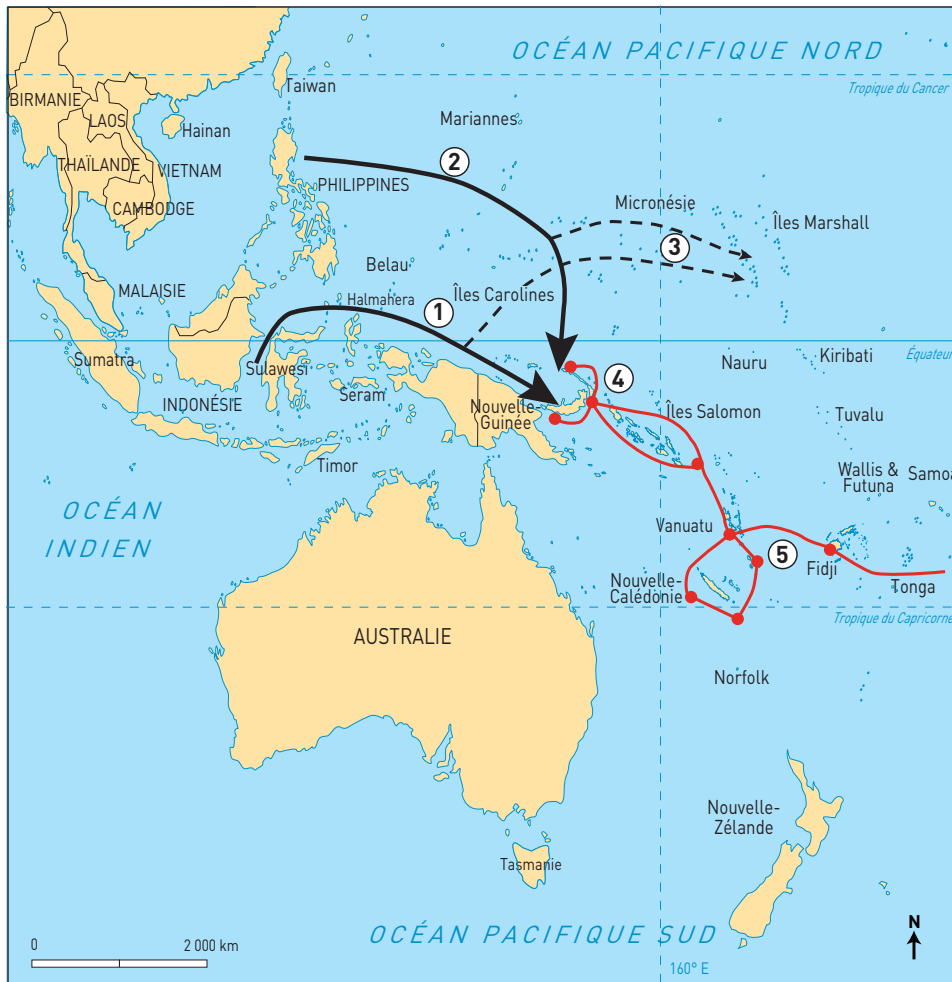 OCÉAN PACIFIQUE NORD
Tropique du Cancer
Taiwan
BIRMANIE
LAOS
Hainan
Mariannes
THAÏLANDE
VIETNAM
2
PHILIPPINES
CAMBODGE
Micronésie
Îles Marshall
3
Belau
MALAISIE
Halmahera
Îles Carolines
1
Sumatra
Sulawesi
Nauru
Kiribati
Équateur
4
INDONÉSIE
Seram
Nouvelle-
Guinée
Îles Salomon
Tuvalu
Timor
Wallis &
Futuna
Samoa
OCÉAN
INDIEN
Vanuatu
5
Fidji
Nouvelle-
Calédonie
Tonga
Tropique du Capricorne
AUSTRALIE
Norfolk
Nouvelle-
Zélande
Tasmanie
OCÉAN PACIFIQUE SUD
N
0
2 000 km
160° E